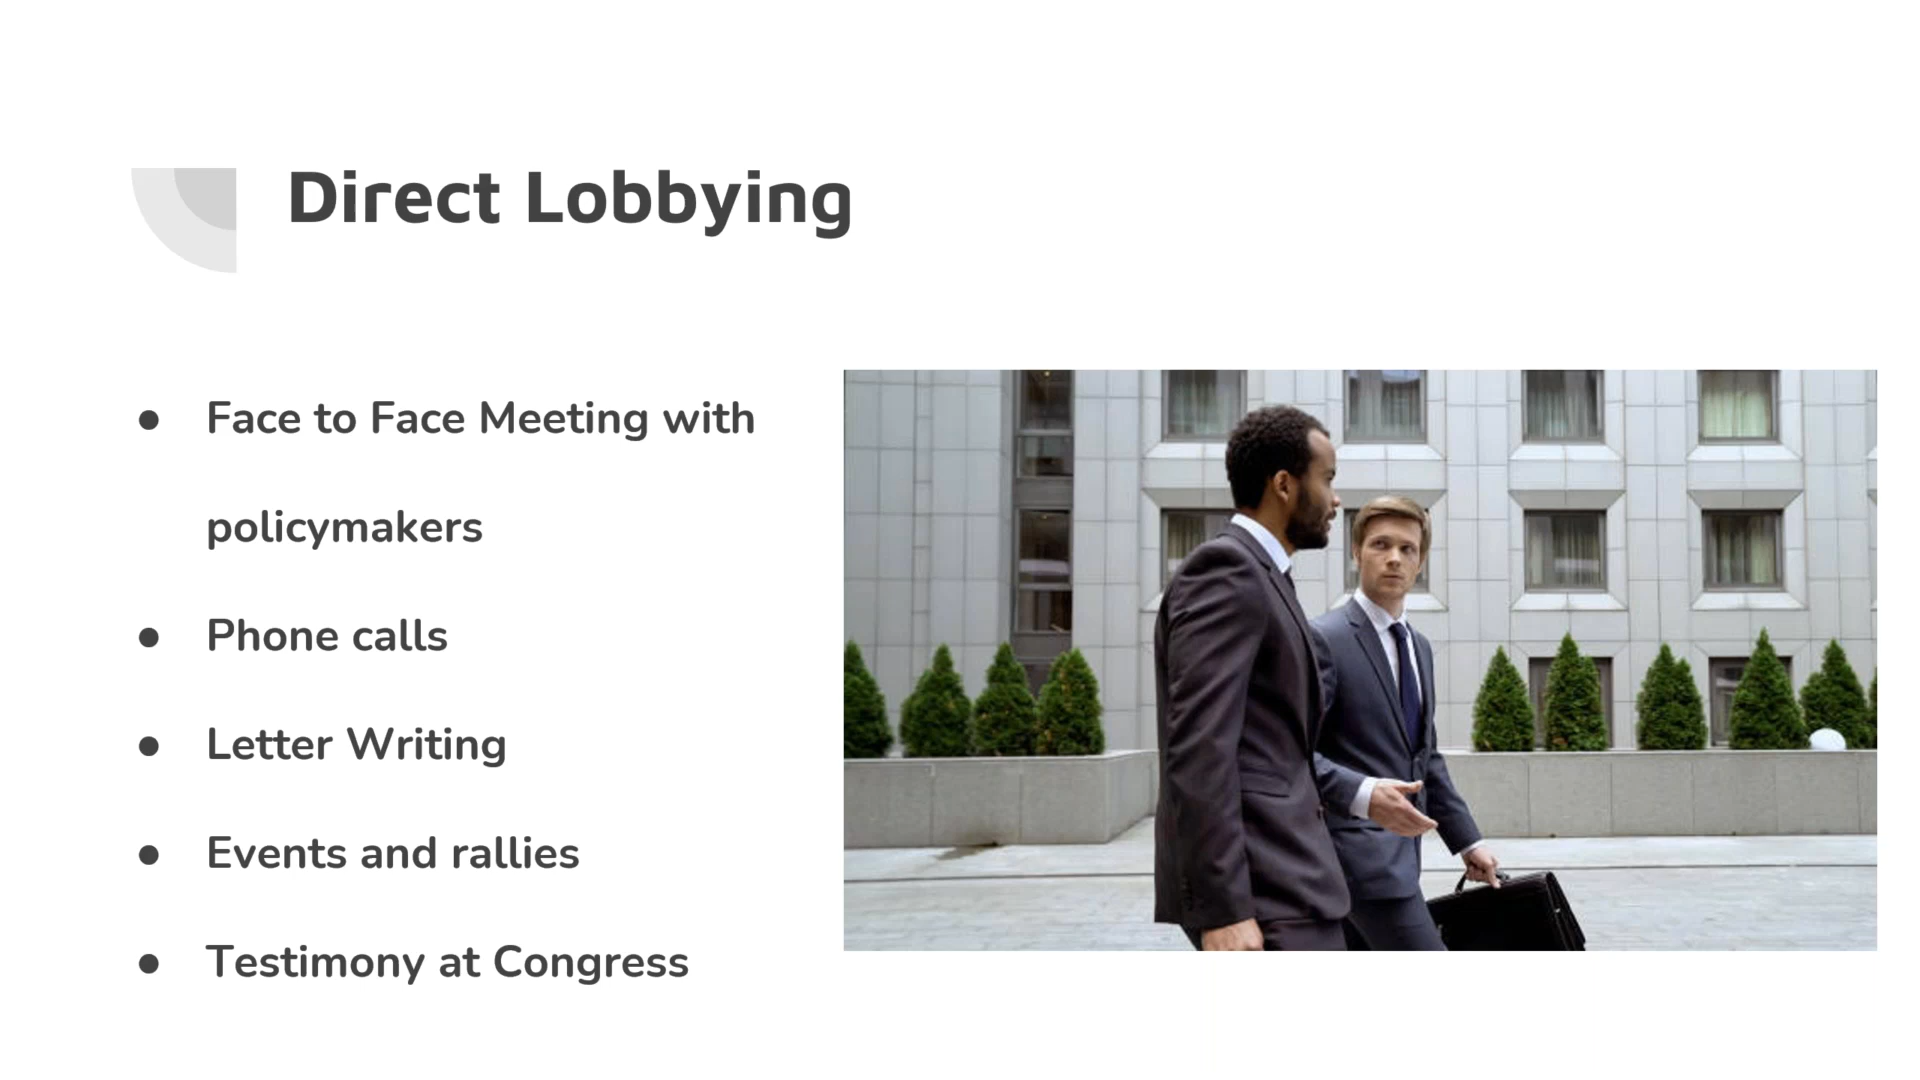 Direct Lobbying
● Face to Face Meeting with
policymakers
● Phone calls
● Letter Writing
● Events and rallies
● Testimony at Congress